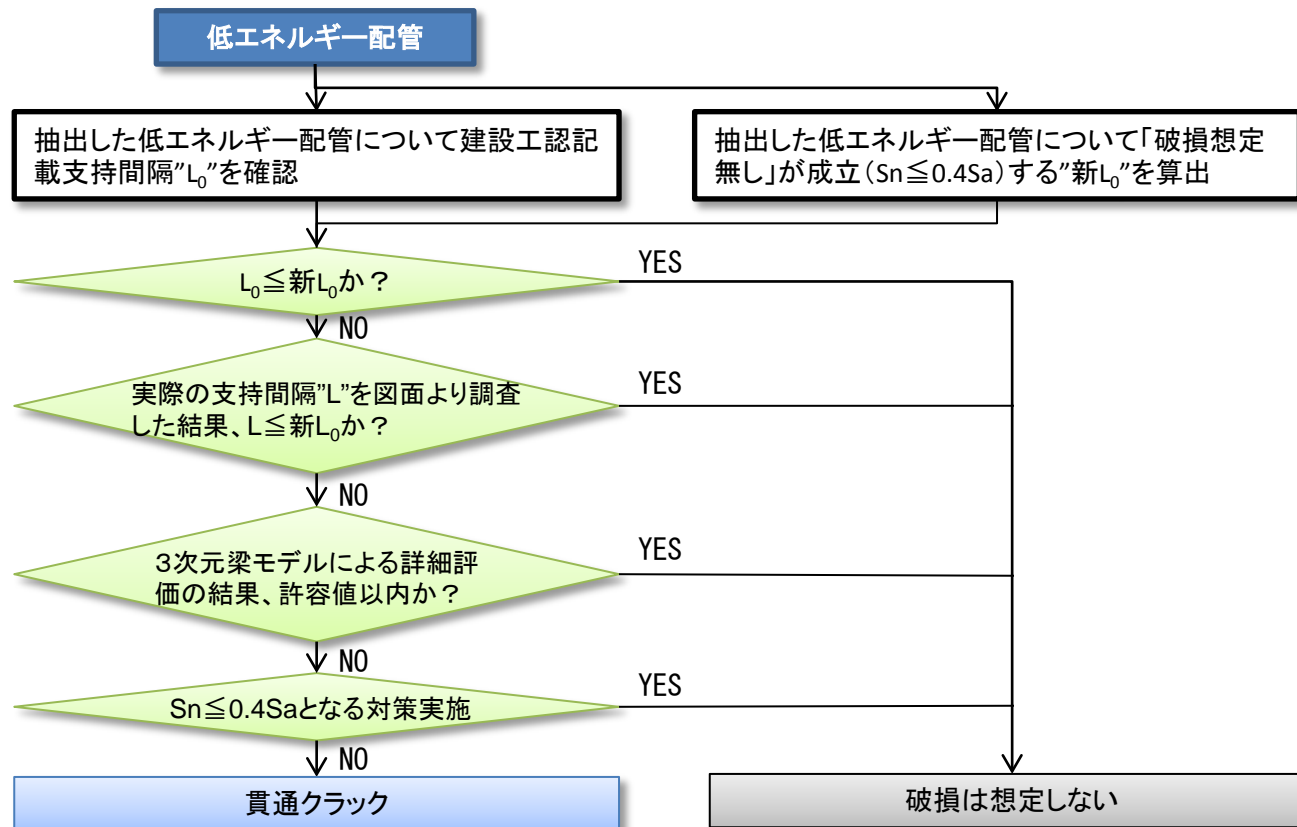 低エネルギー配管
抽出した低エネルギー配管について建設工認記
載支持間隔”L₀”を確認
抽出した低エネルギー配管について「破損想定
無し」が成立（Sn≦0.4Sa）する”新L₀”を算出
L₀≦新L₀か？
YES
NO
実際の支持間隔”L”を図面より調査
した結果、L≦新L₀か？
YES
NO
３次元梁モデルによる詳細評
価の結果、許容値以内か？
YES
NO
Sn≦0.4Saとなる対策実施
YES
NO
貫通クラック
破損は想定しない